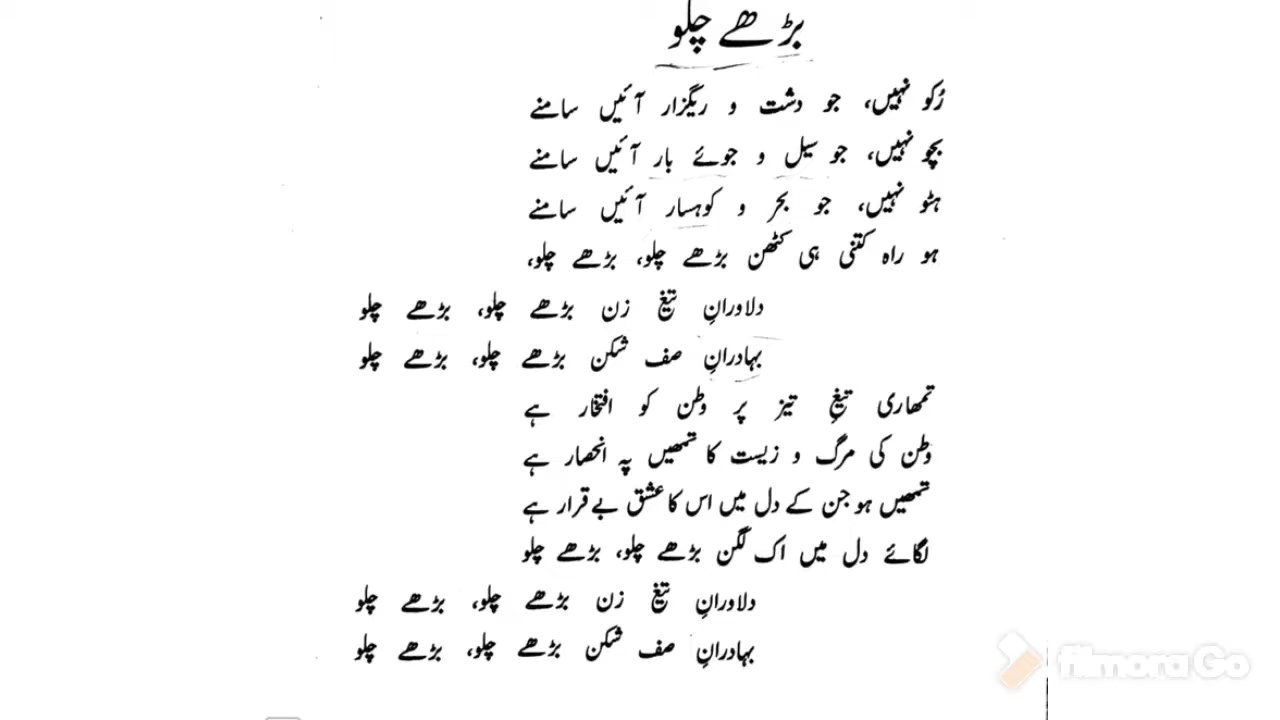 بڑھے چلو
رُکو نہیں، جو دشت و ریگزار آئیں سامنے
بچو نہیں، جو سیل و جوئے بار آئیں سامنے
ہٹو نہیں، جو بحر و کوہسار آئیں سامنے
ہو راہ کتنی ہی کٹھن بڑھے چلو، بڑھے چلو،
دلاورانِ تیغ زن بڑھے چلو، بڑھے چلو
بہادرانِ صف شکن بڑھے چلو، بڑھے چلو
تمھاری تیغِ تیز پر وطن کو افتخار ہے
وطن کی مرگ و زیست کا تمھیں پہ انحصار ہے
تمھیں ہو جن کے دل میں اس کا عشق بے قرار ہے
لگائے دل میں اک لگن بڑھے چلو، بڑھے چلو
دلاورانِ تیغ زن بڑھے چلو، بڑھے چلو
بہادرانِ صف شکن بڑھے چلو، بڑھے چلو
filmora Go